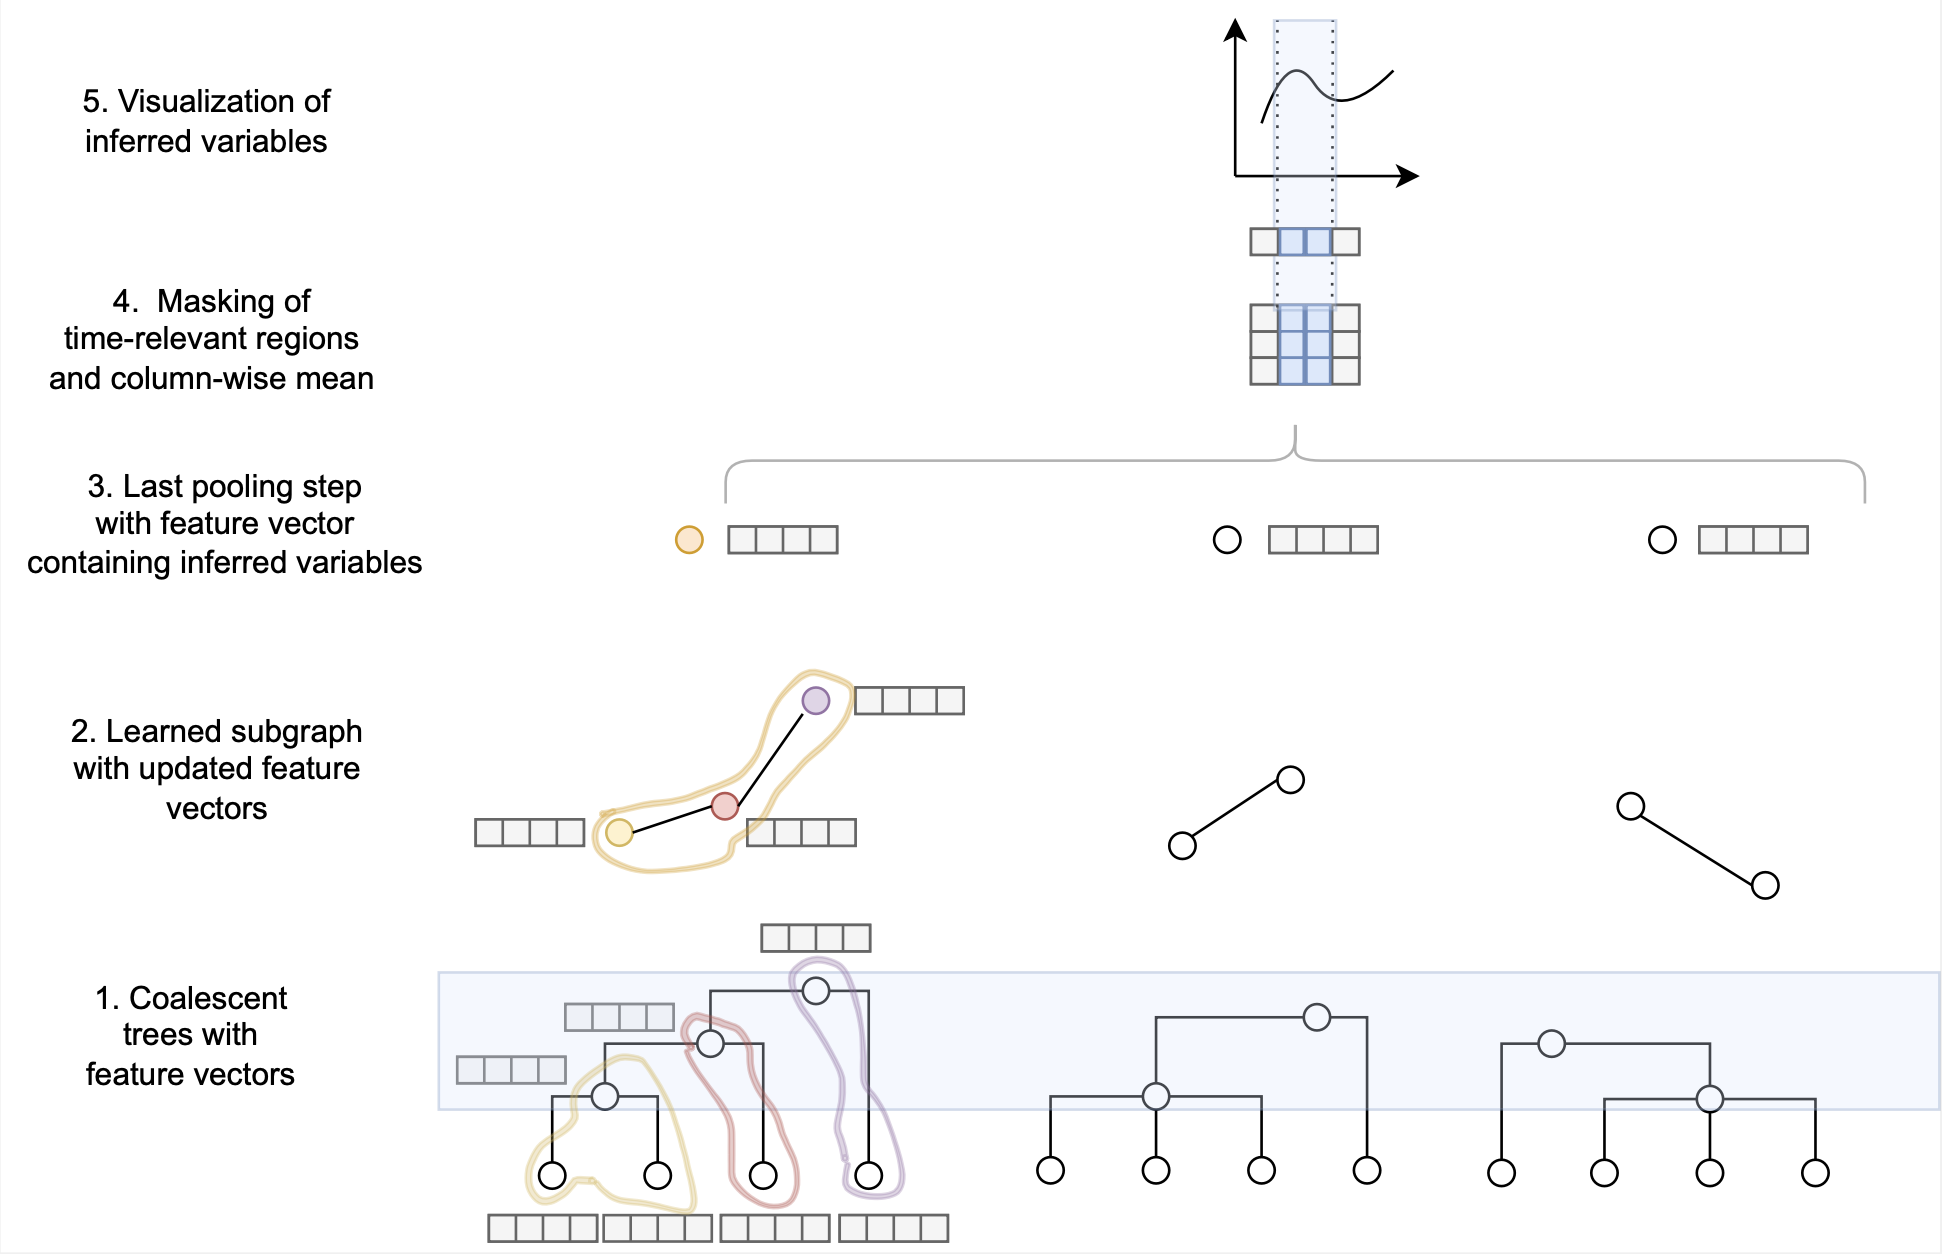 5. Visualization of
inferred variables
4.  Masking of
time-relevant regions
and column-wise mean
3. Last pooling step
with feature vector
containing inferred variables
2. Learned subgraph
with updated feature
vectors
1. Coalescent
trees with
feature vectors